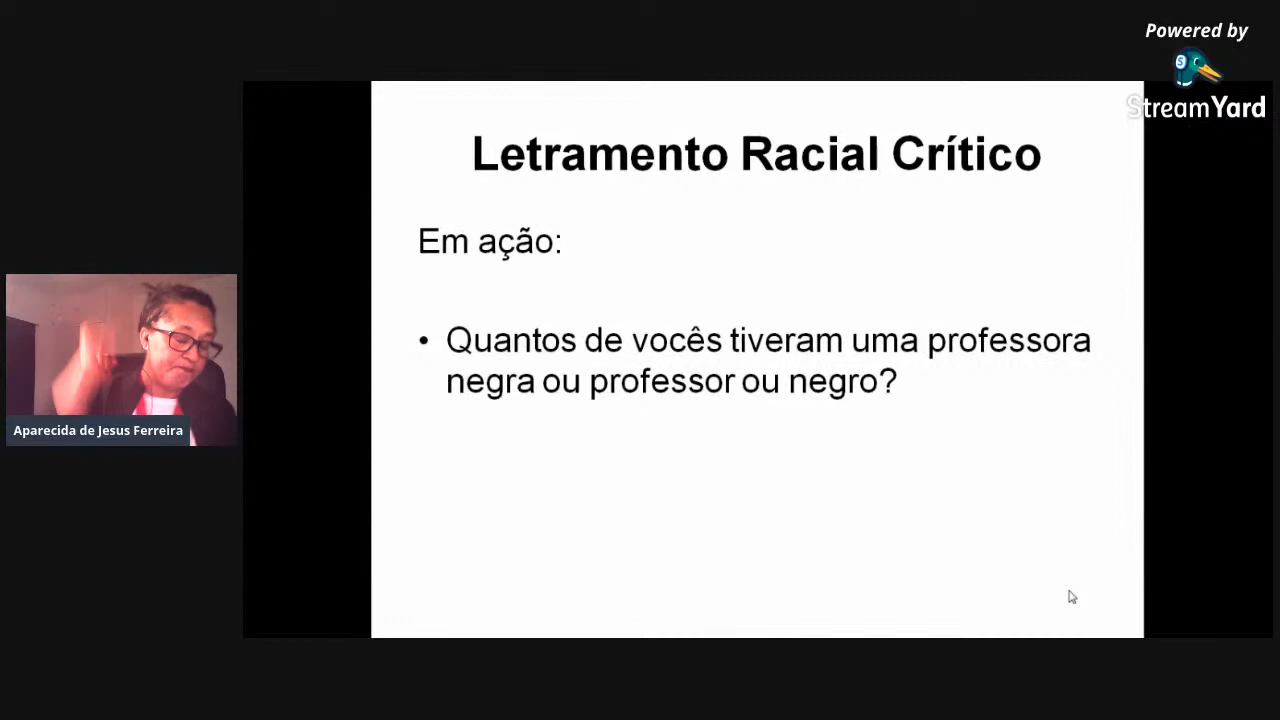 Powered by
StreamYard
Letramento Racial Crítico
Em ação:
• Quantos de vocês tiveram uma professora
negra ou professor ou negro?
Aparecida de Jesus Ferreira